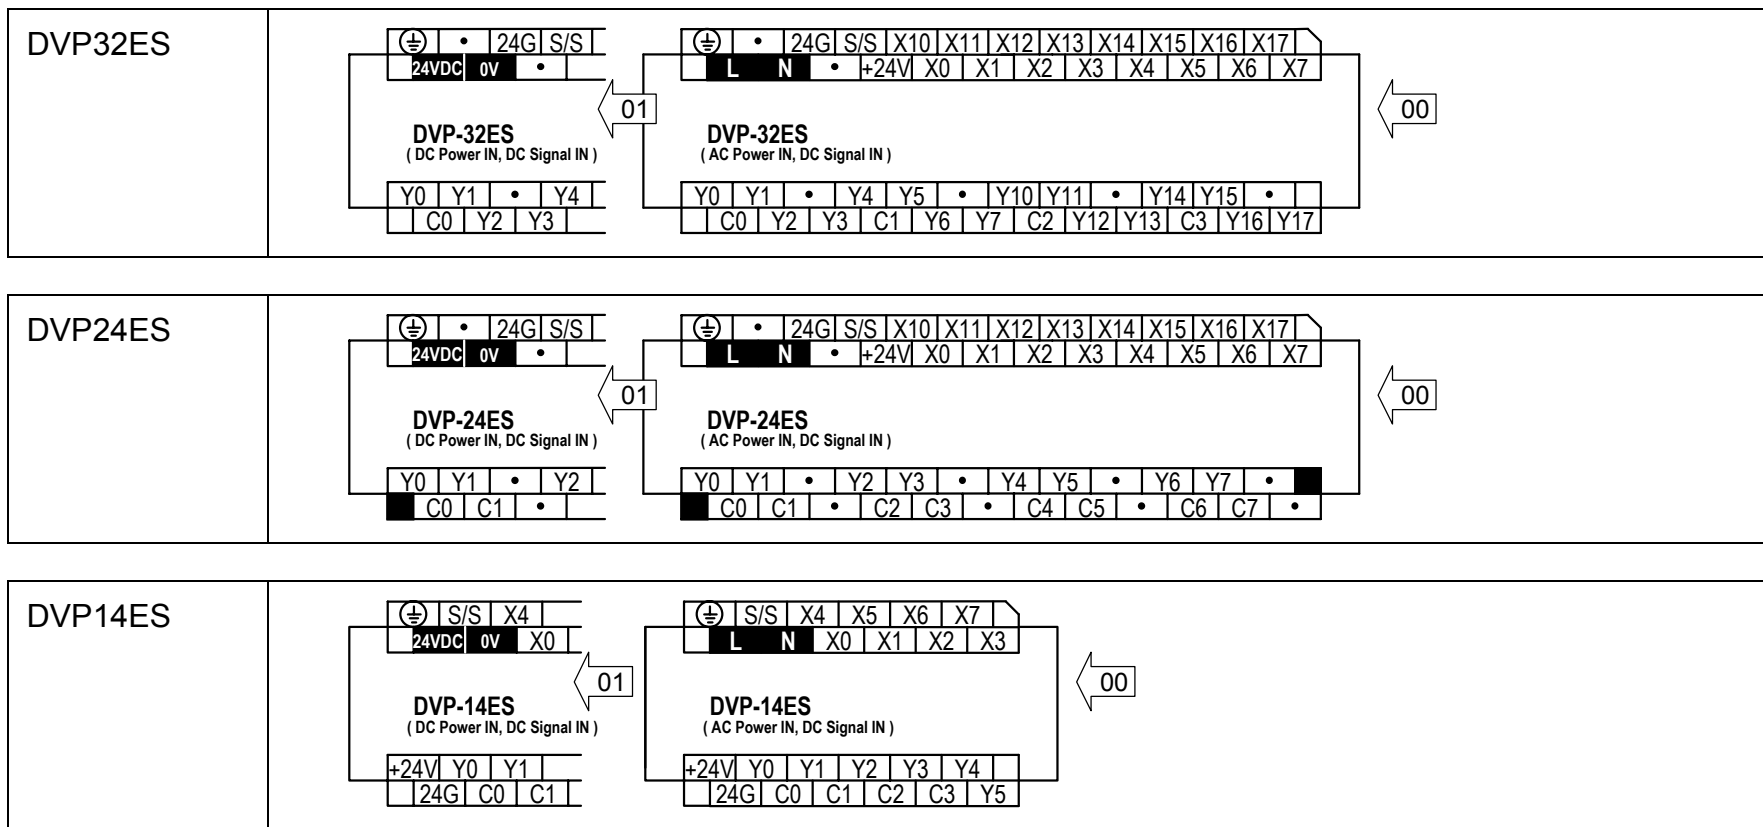 DVP32ES
24G S/S
24VDC 0V •
01
DVP-32ES
( DC Power IN, DC Signal IN )
Y0 Y1 • Y4
C0 Y2 Y3
• 24G S/S X10 X11 X12 X13 X14 X15 X16 X17
L N • +24V X0 X1 X2 X3 X4 X5 X6 X7
00
DVP-32ES
( AC Power IN, DC Signal IN )
Y0 Y1 • Y4 Y5 • Y10 Y11 • Y14 Y15 •
C0 Y2 Y3 C1 Y6 Y7 C2 Y12 Y13 C3 Y16 Y17
DVP24ES
• 24G S/S
24VDC 0V •
01
DVP-24ES
( DC Power IN, DC Signal IN )
Y0 Y1 • Y2
C0 C1 •
• 24G S/S X10 X11 X12 X13 X14 X15 X16 X17
L N • +24V X0 X1 X2 X3 X4 X5 X6 X7
00
DVP-24ES
( AC Power IN, DC Signal IN )
Y0 Y1 • Y2 Y3 • Y4 Y5 • Y6 Y7 •
C0 C1 • C2 C3 • C4 C5 • C6 C7 •
DVP14ES
S/S X4
24VDC 0V X0
01
DVP-14ES
( DC Power IN, DC Signal IN )
+24V Y0 Y1
24G C0 C1
S/S X4 X5 X6 X7
L N X0 X1 X2 X3
00
DVP-14ES
( AC Power IN, DC Signal IN )
+24V Y0 Y1 Y2 Y3 Y4
24G C0 C1 C2 C3 Y5